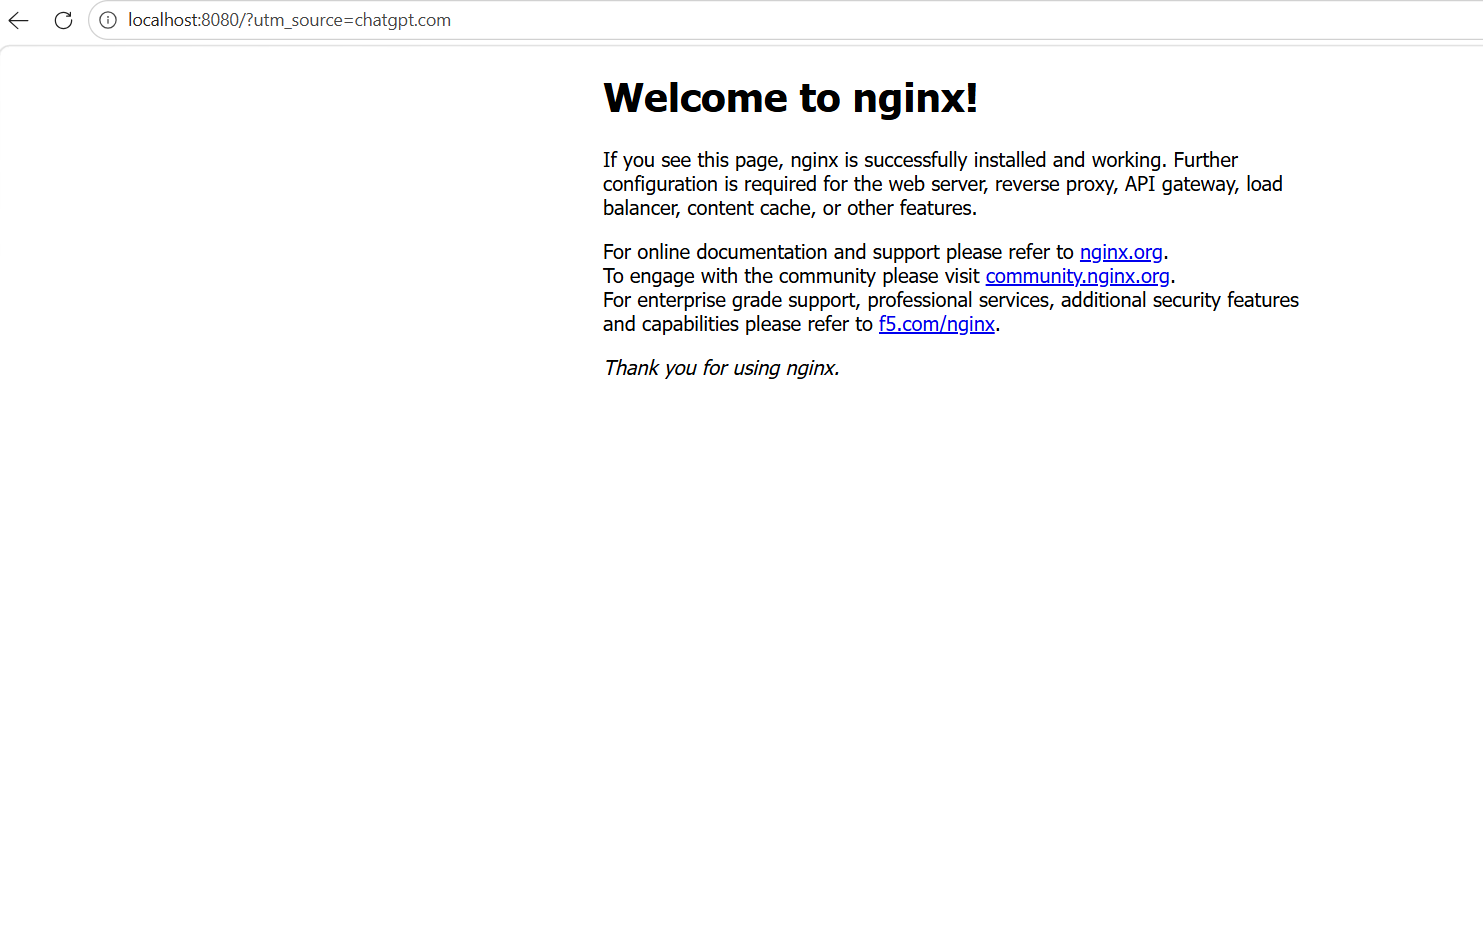 localhost:8080/?utm_source=chatgpt.com
Welcome to nginx!
If you see this page, nginx is successfully installed and working. Further
configuration is required for the web server, reverse proxy, API gateway, load
balancer, content cache, or other features.
For online documentation and support please refer to nginx.org.
To engage with the community please visit community.nginx.org.
For enterprise grade support, professional services, additional security features
and capabilities please refer to f5.com/nginx.
Thank you for using nginx.